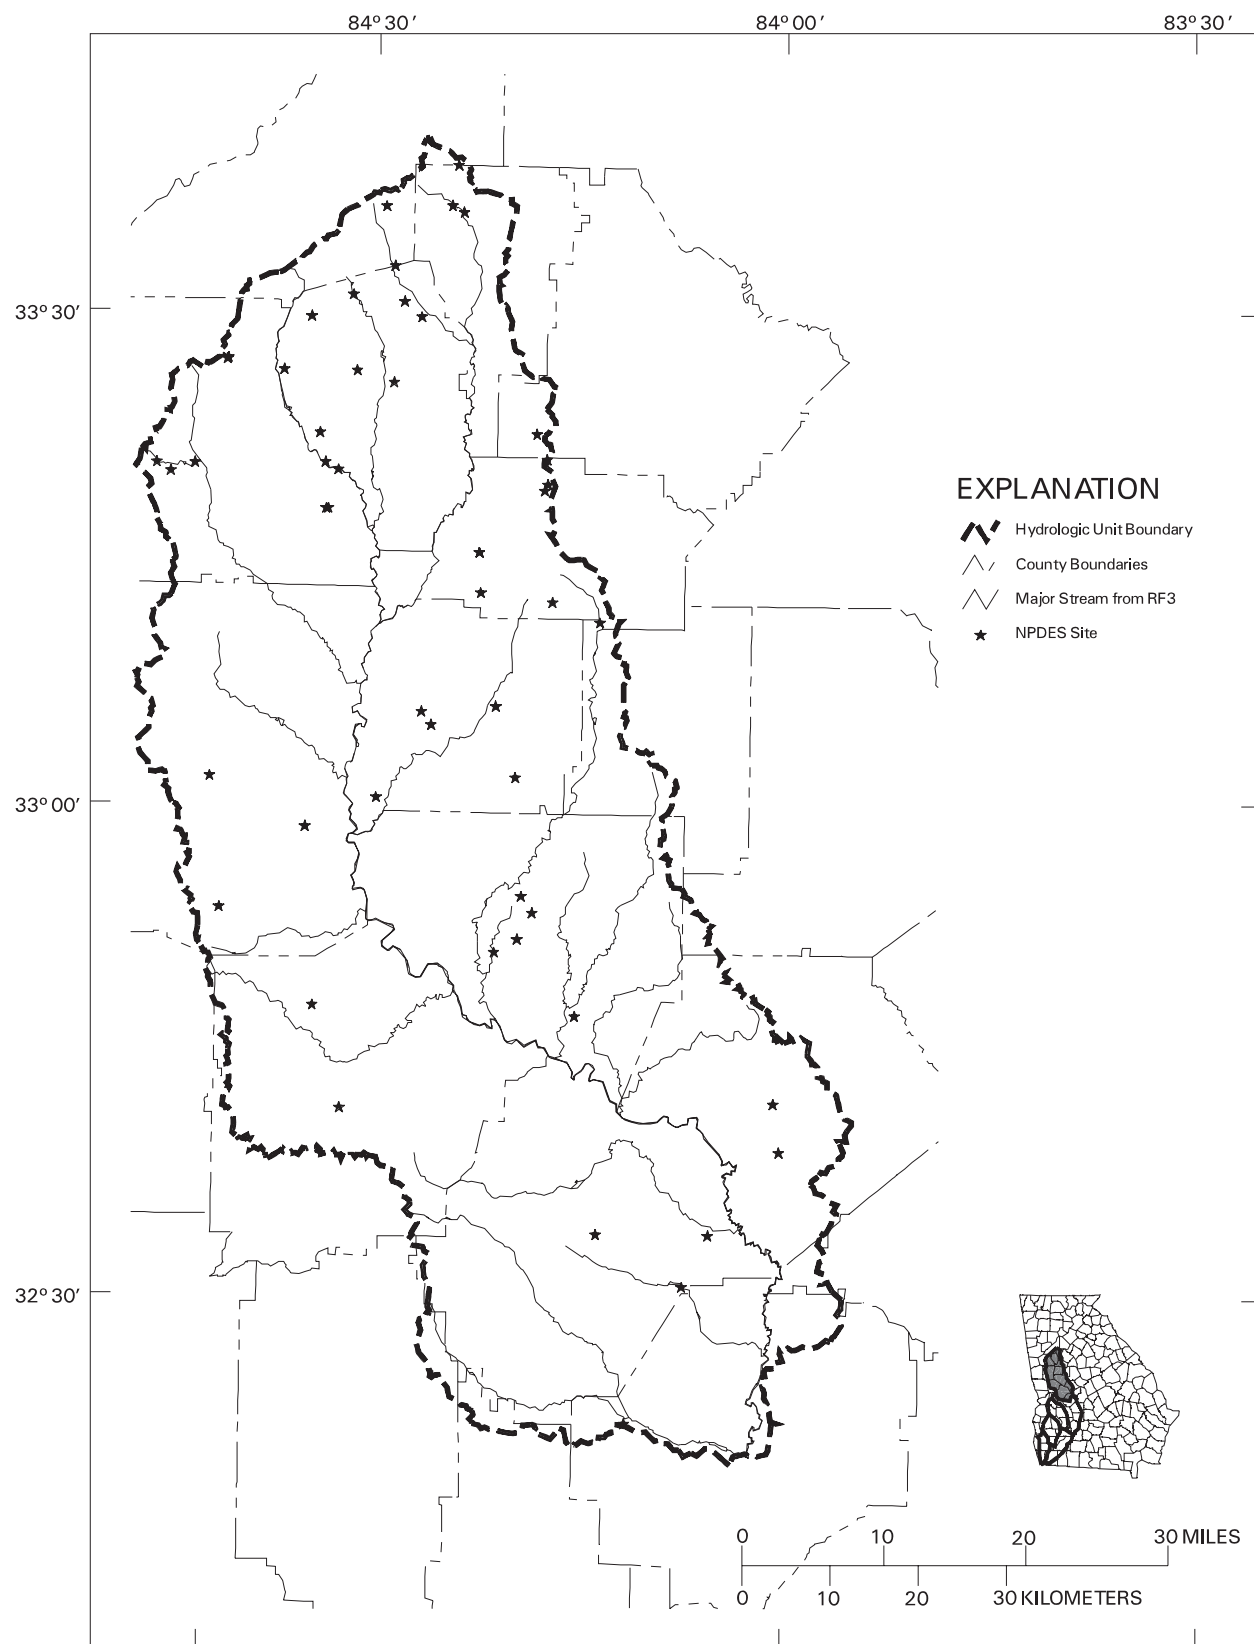 84° 30' 84° 00' 83° 30'
33° 30'
EXPLANATION
Hydrologic Unit Boundary
County Boundaries
Major Stream from RF3
NPDES Site
33° 00'
32° 30'
0 10 20 30 MILES
0 10 20 30 KILOMETERS